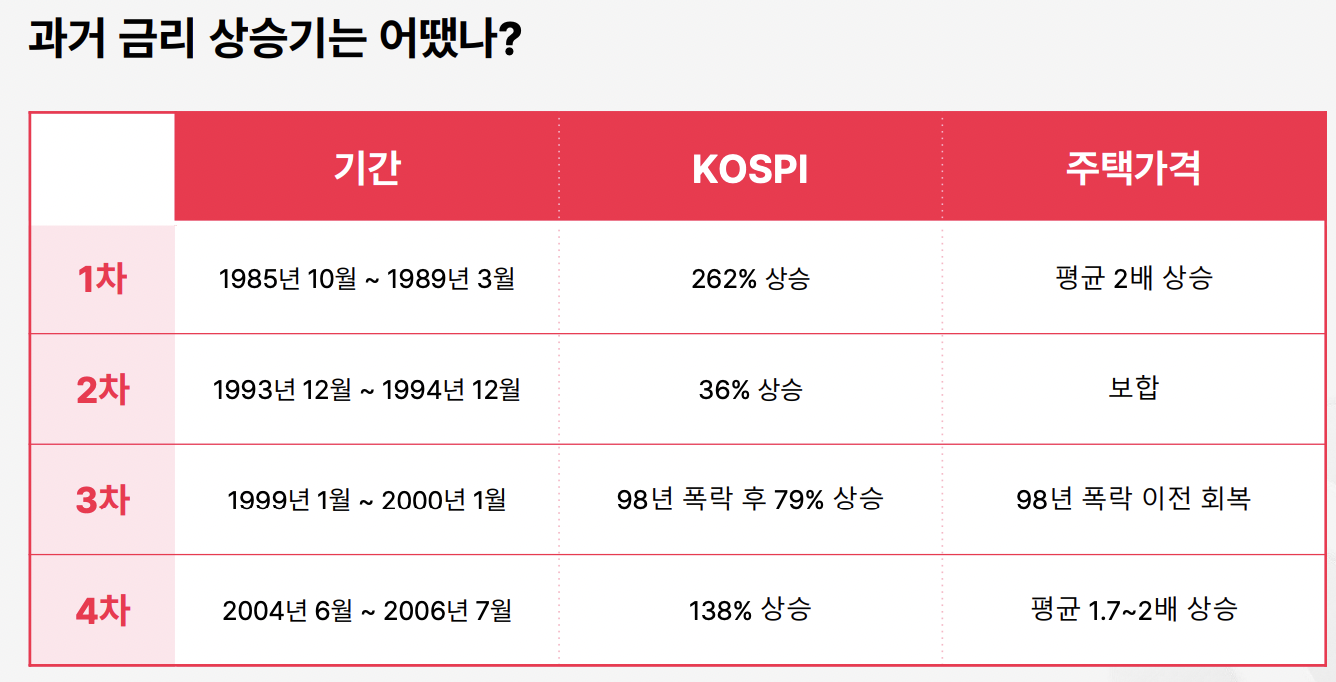 과거 금리 상승기는 어땠나?
기간 KOSPI 주택가격
1차 1985년 10월 ~ 1989년 3월 262% 상승 평균 2배 상승
2차 1993년 12월 ~ 1994년 12월 36% 상승 보합
3차 1999년 1월 ~ 2000년 1월 98년 폭락 후 79% 상승 98년 폭락 이전 회복
4차 2004년 6월 ~ 2006년 7월 138% 상승 평균 1.7~2배 상승